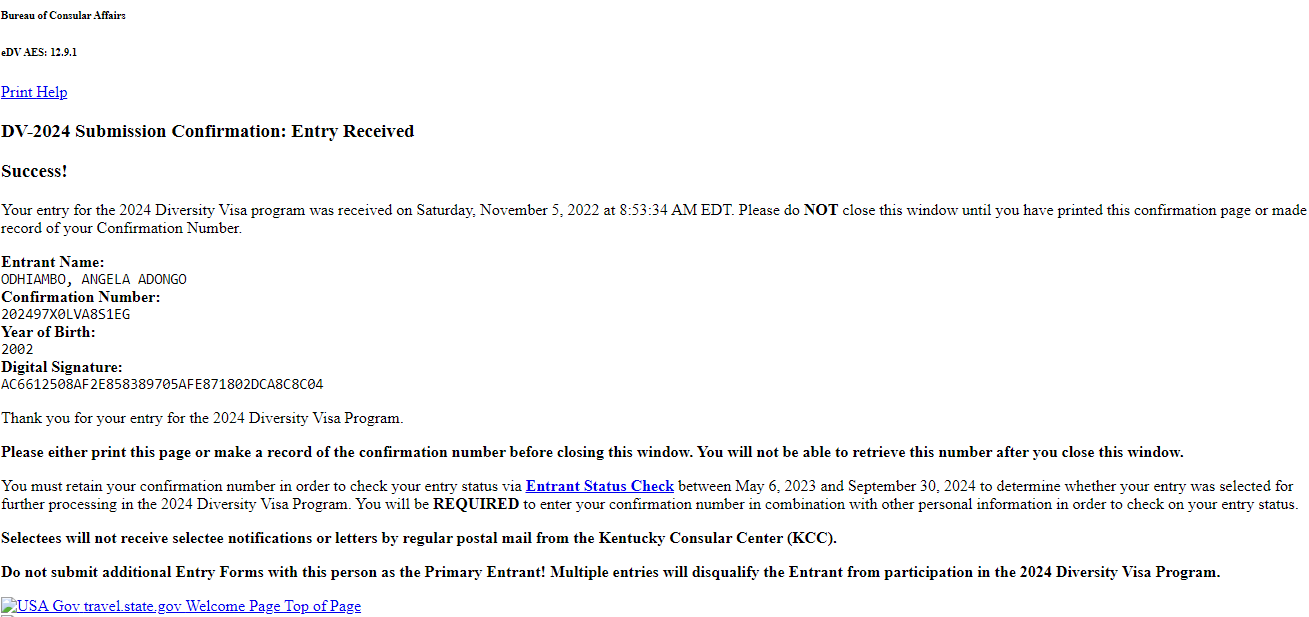 Bureau of Consular Affairs
eDV AES: 12.9.1
Print Help
DV-2024 Submission Confirmation: Entry Received
Success!
Your entry for the 2024 Diversity Visa program was received on Saturday, November 5, 2022 at 8:53:34 AM EDT. Please do NOT close this window until you have printed this confirmation page or made
record of your Confirmation Number.
Entrant Name:
ODHIAMBO, ANGELA ADONGO
Confirmation Number:
202497X0LVA8S1EG
Year of Birth:
2002
Digital Signature:
AC6612508AF2E858389705AFE871802DCA8C8C04
Thank you for your entry for the 2024 Diversity Visa Program.
Please either print this page or make a record of the confirmation number before closing this window. You will not be able to retrieve this number after you close this window.
You must retain your confirmation number in order to check your entry status via Entrant Status Check between May 6, 2023 and September 30, 2024 to determine whether your entry was selected for
further processing in the 2024 Diversity Visa Program. You will be REQUIRED to enter your confirmation number in combination with other personal information in order to check on your entry status.
Selectees will not receive selectee notifications or letters by regular postal mail from the Kentucky Consular Center (KCC).
Do not submit additional Entry Forms with this person as the Primary Entrant! Multiple entries will disqualify the Entrant from participation in the 2024 Diversity Visa Program.
USA Gov travel.state.gov Welcome Page Top of Page